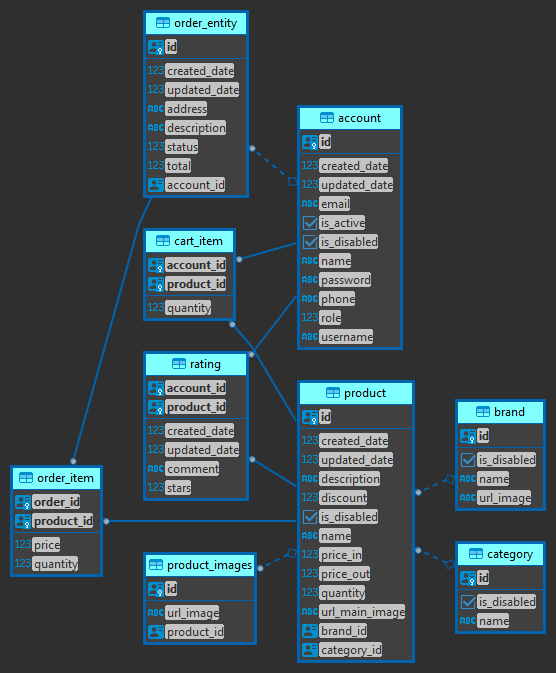 order_entity
id
123 created_date
123 updated_date
ABC address
ABC description
123 status
123 total
account_id
account
id
123 created_date
123 updated_date
ABC email
is_active
is_disabled
ABC name
ABC password
ABC phone
123 role
ABC username
cart_item
account_id
product_id
123 quantity
rating
account_id
product_id
123 created_date
123 updated_date
ABC comment
123 stars
product
id
123 created_date
123 updated_date
ABC description
123 discount
is_disabled
ABC name
123 price_in
123 price_out
123 quantity
ABC url_main_image
brand_id
category_id
brand
id
is_disabled
ABC name
ABC url_image
order_item
order_id
product_id
123 price
123 quantity
product_images
id
ABC url_image
product_id
category
id
is_disabled
ABC name